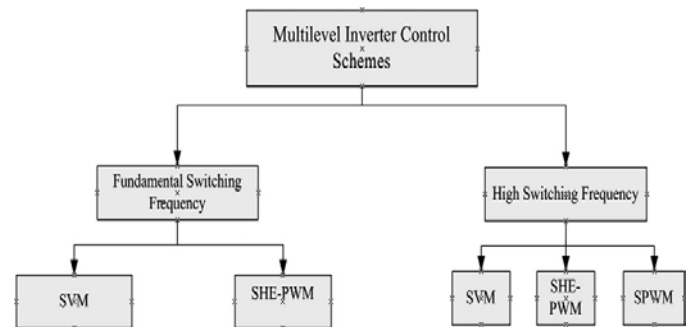 Multilevel Inverter Control
Schemes
Fundamental Switching
Frequency
High Switching Frequency
SVM
SHE-PWM
SVM
SHE-
PWM
SPWM